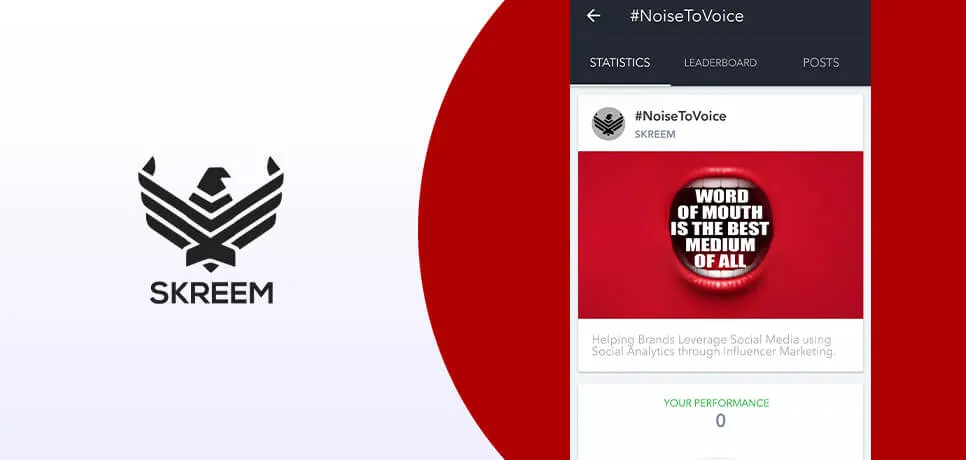 SKREEM
#NoiseToVoice
STATISTICS
LEADERBOARD
POSTS
#NoiseToVoice
SKREEM
WORD
OF MOUTH
IS THE BEST
MEDIUM
OF ALL
Helping Brands Leverage Social Media using
Social Analytics through influencer Marketing.
YOUR PERFORMANCE
0